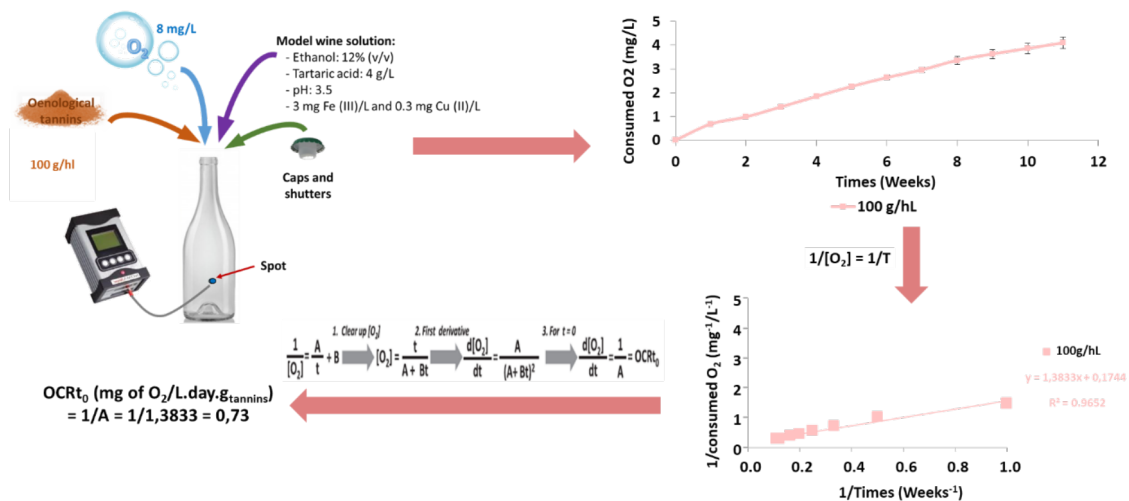 8 mg/L
O2
Oenological
tannins
100 g/hl
Model wine solution:
- Ethanol: 12% (v/v)
- Tartaric acid: 4 g/L
- pH: 3.5
- 3 mg Fe (III)/L and 0.3 mg Cu (II)/L
Caps and
shutters
Spot
Consumed O2 (mg/L)
5
4
3
2
1
0
0 2 4 6 8 10 12
Times (Weeks)
100 g/hL
1/[O₂] = 1/T
1/consumed O₂ (mg⁻¹/L⁻¹)
5
4
3
2
1
0
0.0 0.2 0.4 0.6 0.8 1.0
1/Times (Weeks⁻¹)
100g/hL
y = 1,3833x + 0,1744
R² = 0.9652
1. Clear up [O₂] 2. First derivative 3. For t = 0
1/[O₂] = A/t + B [O₂] = t/(A + Bt) d[O₂]/dt = A/(A+ Bt)² d[O₂]/dt = 1/A = OCRt₀
OCRt₀ (mg of O₂/L.day.gtannins)
= 1/A = 1/1,3833 = 0,73